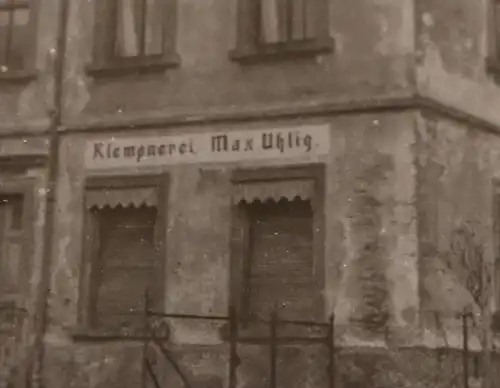 Klempnerei Max Uhlig.